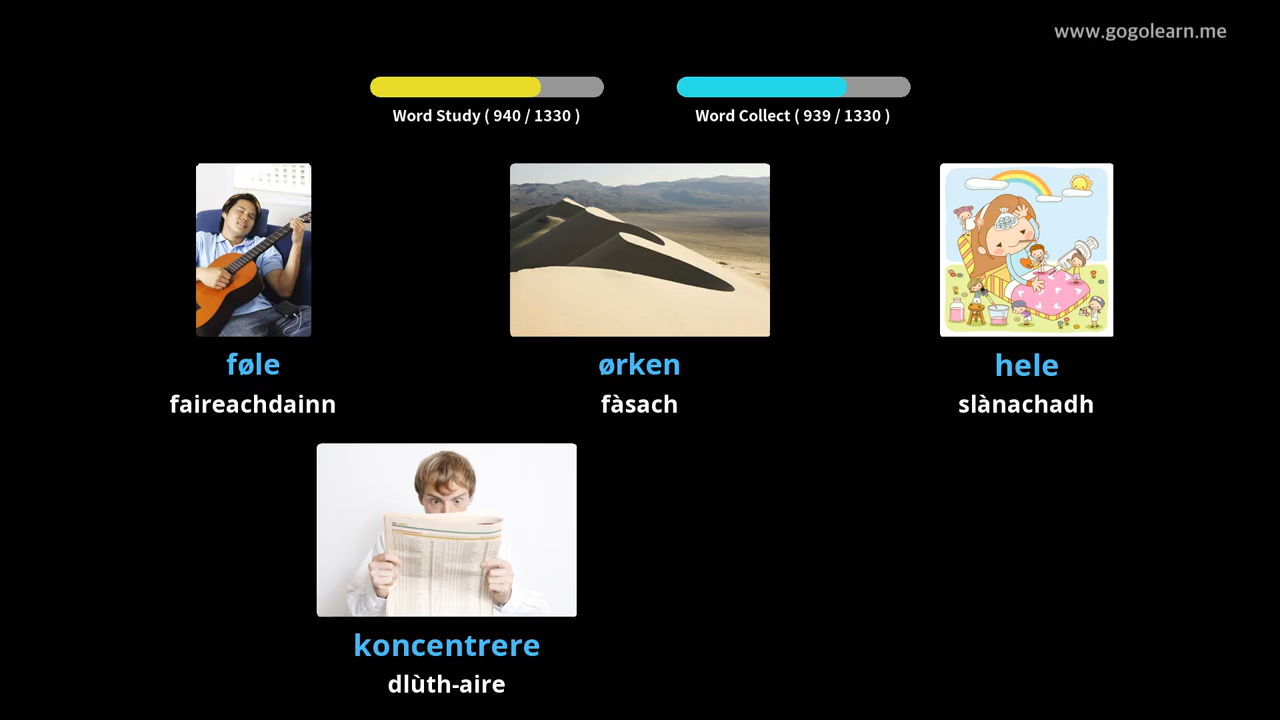 www.gogolearn.me
Word Study ( 940 / 1330 )
Word Collect ( 939 / 1330 )
føle
faireachdainn
ørken
fàsach
hele
slànachadh
koncentrere
dlùth-aire